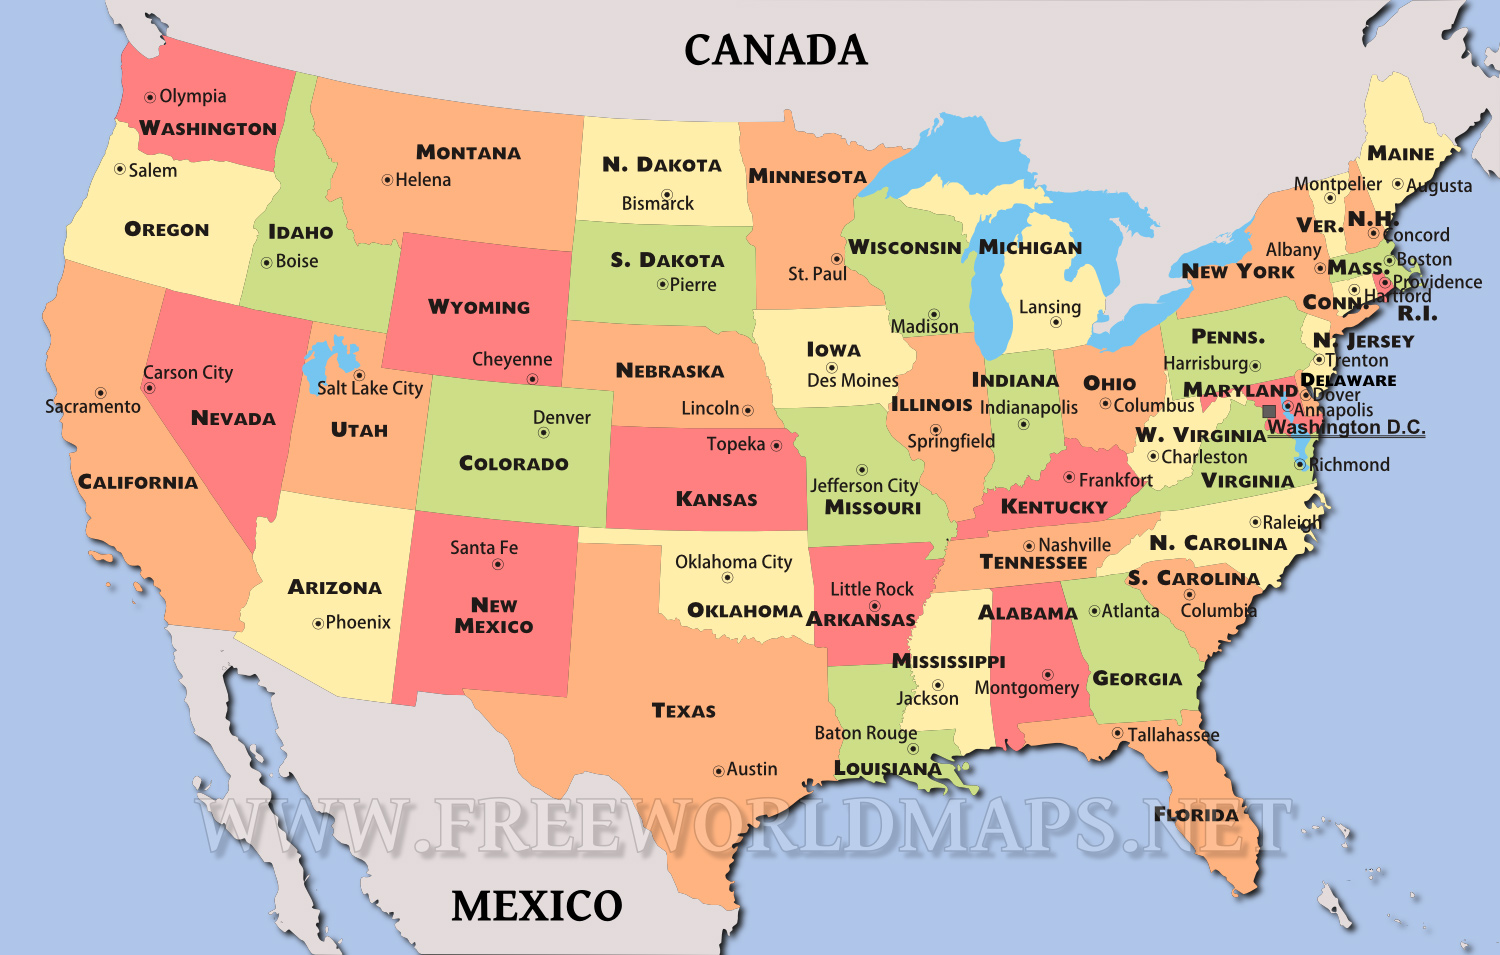 CANADA
Olympia
WASHINGTON
Salem
OREGON
IDAHO
Boise
MONTANA
Helena
N. DAKOTA
Bismarck
MINNESOTA
St. Paul
S. DAKOTA
Pierre
WYOMING
Cheyenne
WISCONSIN
Madison
MICHIGAN
Lansing
MAINE
Augusta
Montpelier
VER.
N.H.
Concord
Albany
NEW YORK
MASS.
Boston
Providence
CONN.
Hartford
R.I.
PENNS.
Harrisburg
N. JERSEY
Trenton
DELAWARE
Dover
MARYLAND
Annapolis
Washington D.C.
Carson City
NEVADA
Sacramento
CALIFORNIA
Salt Lake City
UTAH
Denver
COLORADO
NEBRASKA
Lincoln
IOWA
Des Moines
ILLINOIS
Springfield
INDIANA
Indianapolis
OHIO
Columbus
W. VIRGINIA
Charleston
VIRGINIA
Richmond
Topeka
KANSAS
Jefferson City
MISSOURI
Frankfort
KENTUCKY
Nashville
TENNESSEE
Raleigh
N. CAROLINA
S. CAROLINA
Columbia
ARIZONA
Phoenix
Santa Fe
NEW
MEXICO
Oklahoma City
OKLAHOMA
Little Rock
ARKANSAS
MISSISSIPPI
Jackson
ALABAMA
Montgomery
Atlanta
GEORGIA
TEXAS
Austin
Baton Rouge
LOUISIANA
Tallahassee
FLORIDA
WWW.FREEWORLDMAPS.NET
MEXICO